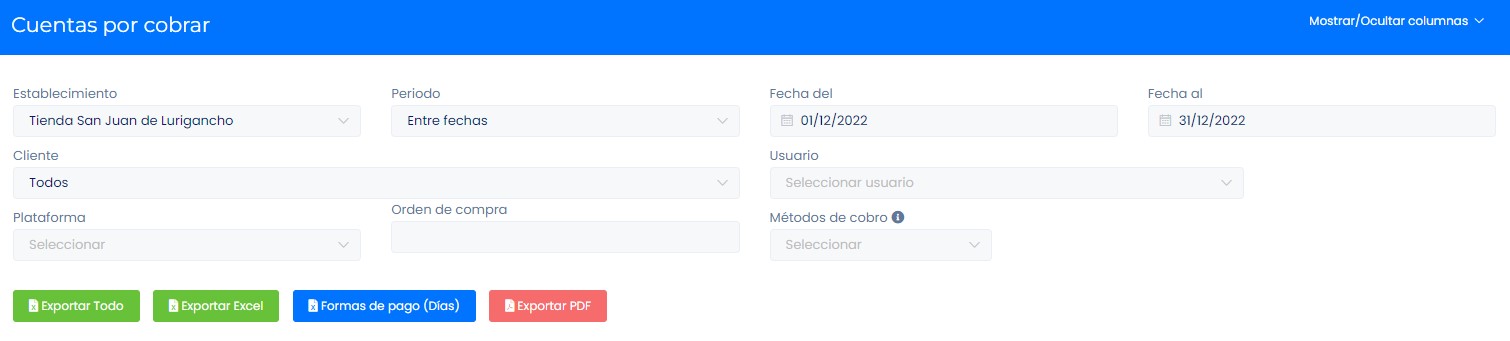 Cuentas por cobrar
Mostrar/Ocultar columnas
Establecimiento
Periodo
Fecha del
Fecha al
Tienda San Juan de Lurigancho
Entre fechas
01/12/2022
31/12/2022
Cliente
Usuario
Todos
Seleccionar usuario
Plataforma
Orden de compra
Métodos de cobro
Seleccionar
Seleccionar
Exportar Todo
Exportar Excel
Formas de pago (Días)
Exportar PDF